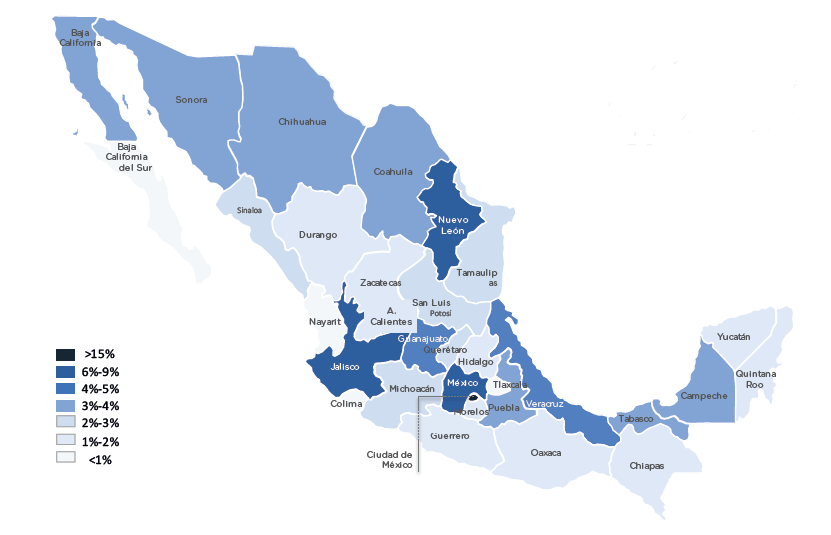 Baja
California
Sonora
Chihuahua
Baja
California
del Sur
Coahuila
Sinaloa
Nuevo
León
Durango
Tamaulip
as
Zacatecas
San Luis
Potosí
A.
Calientes
Nayarit
Guanajuato
Querétaro
Hidalgo
Yucatán
Jalisco
Quintana
Roo
México
Tlaxcala
Michoacán
Campeche
Colima
Morelos
Puebla
Veracruz
Tabasco
Guerrero
Oaxaca
Ciudad de
México
Chiapas
>15%
6%-9%
4%-5%
3%-4%
2%-3%
1%-2%
<1%